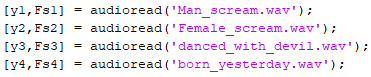 [y1,Fs1] = audioread('Man_scream.wav');
[y2,Fs2] = audioread('Female_scream.wav');
[y3,Fs3] = audioread('danced_with_devil.wav');
[y4,Fs4] = audioread('born_yesterday.wav');